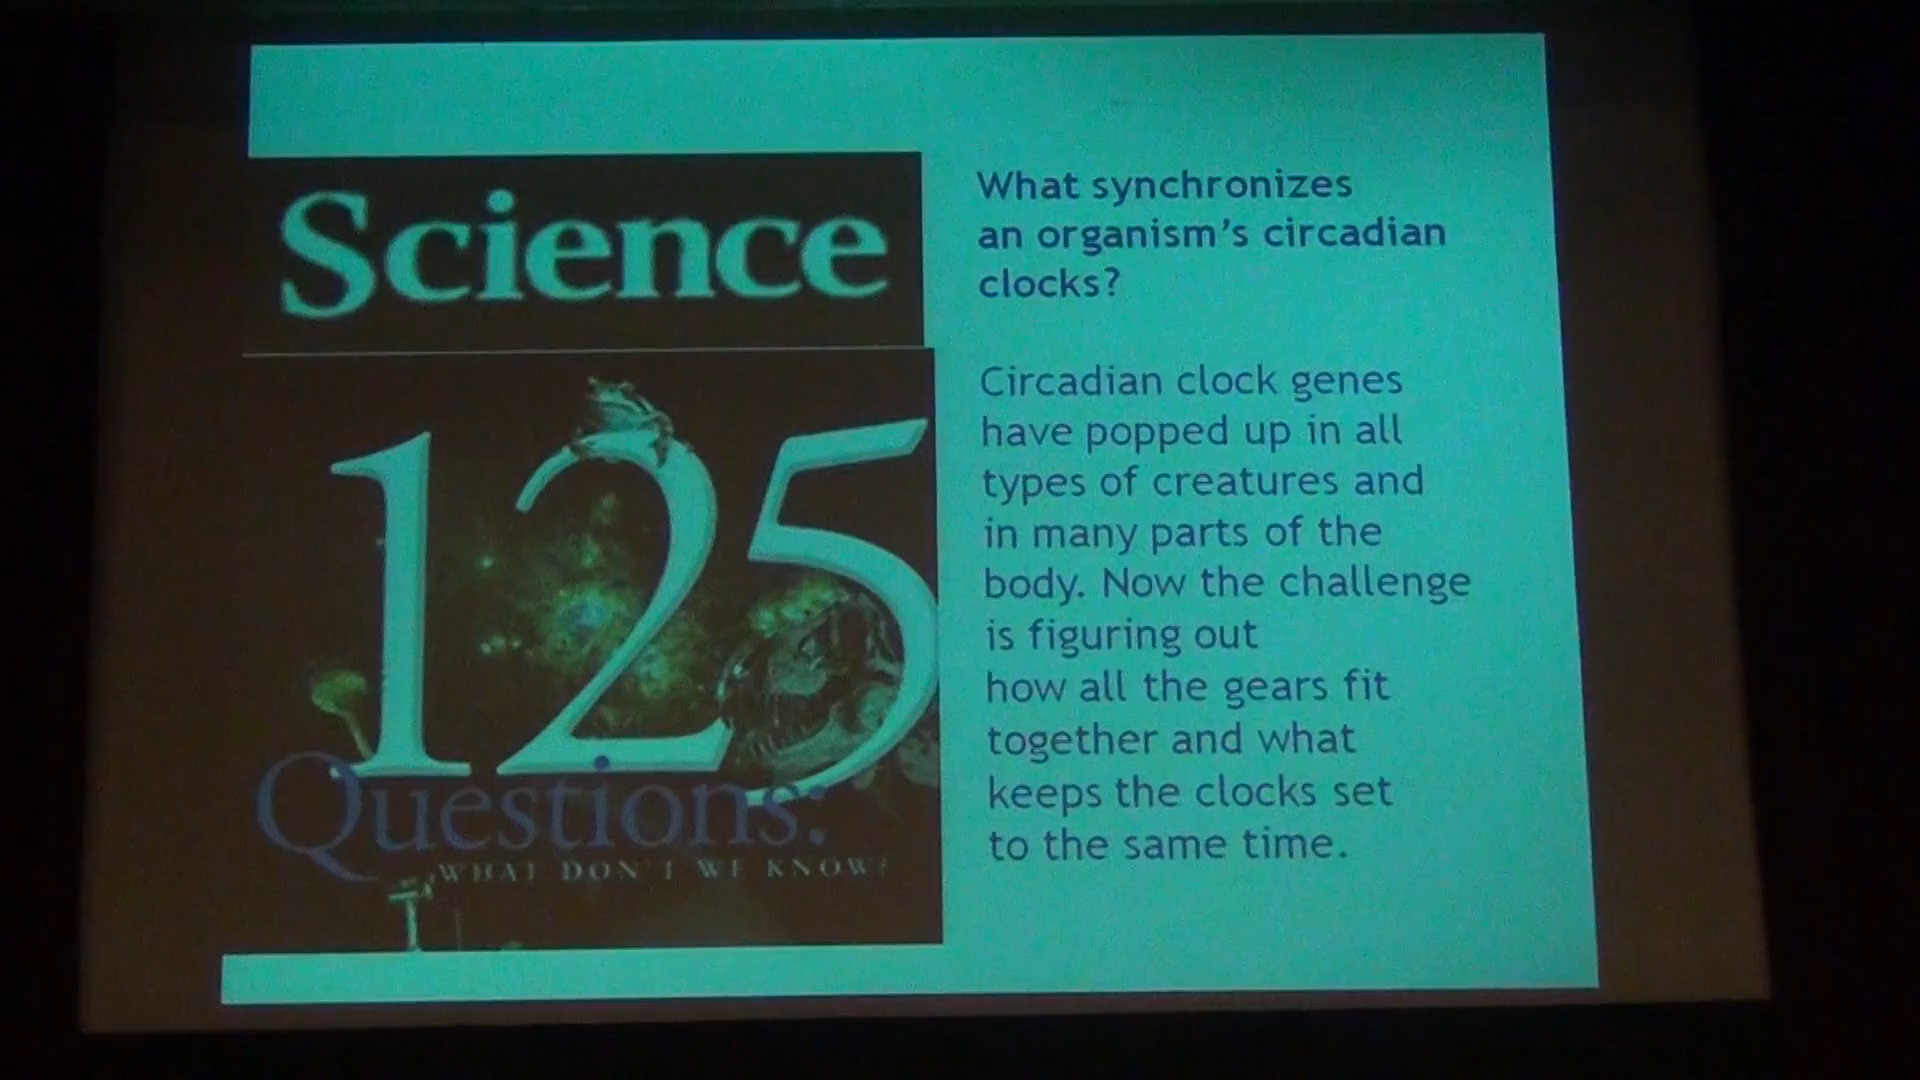 Science
125
Questions:
WHAT DON'T WE KNOW?
What synchronizes
an organism's circadian
clocks?
Circadian clock genes
have popped up in all
types of creatures and
in many parts of the
body. Now the challenge
is figuring out
how all the gears fit
together and what
keeps the clocks set
to the same time.